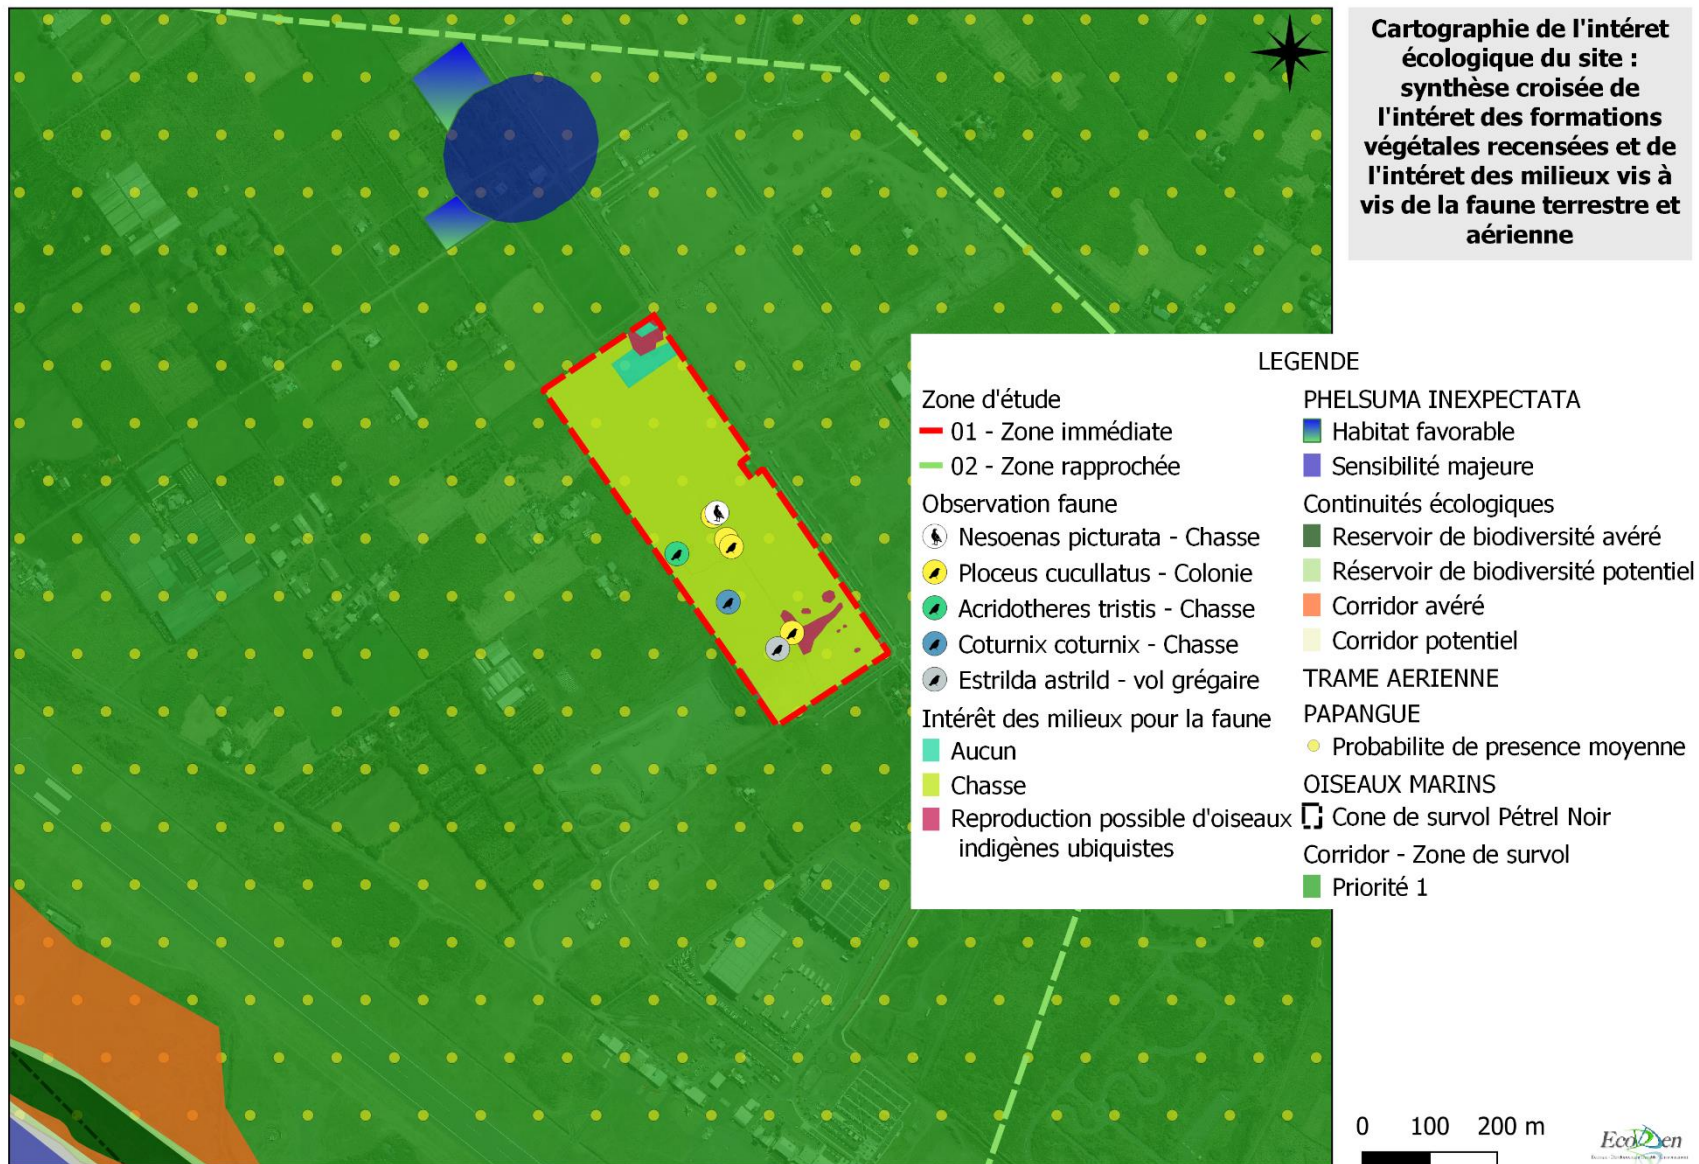 Cartographie de l'intéret
écologique du site :
synthèse croisée de
l'intéret des formations
végétales recensées et de
l'intéret des milieux vis à
vis de la faune terrestre et
aérienne
LEGENDE
Zone d'étude
01 - Zone immédiate
02 - Zone rapprochée
Observation faune
Nesoenas picturata - Chasse
Ploceus cucullatus - Colonie
Acridotheres tristis - Chasse
Coturnix coturnix - Chasse
Estrilda astrild - vol grégaire
Intérêt des milieux pour la faune
Aucun
Chasse
Reproduction possible d'oiseaux
indigènes ubiquistes
PHELSUMA INEXPECTATA
Habitat favorable
Sensibilité majeure
Continuités écologiques
Reservoir de biodiversité avéré
Réservoir de biodiversité potentiel
Corridor avéré
Corridor potentiel
TRAME AERIENNE
PAPANGUE
Probabilite de presence moyenne
OISEAUX MARINS
Cone de survol Pétrel Noir
Corridor - Zone de survol
Priorité 1
0 100 200 m